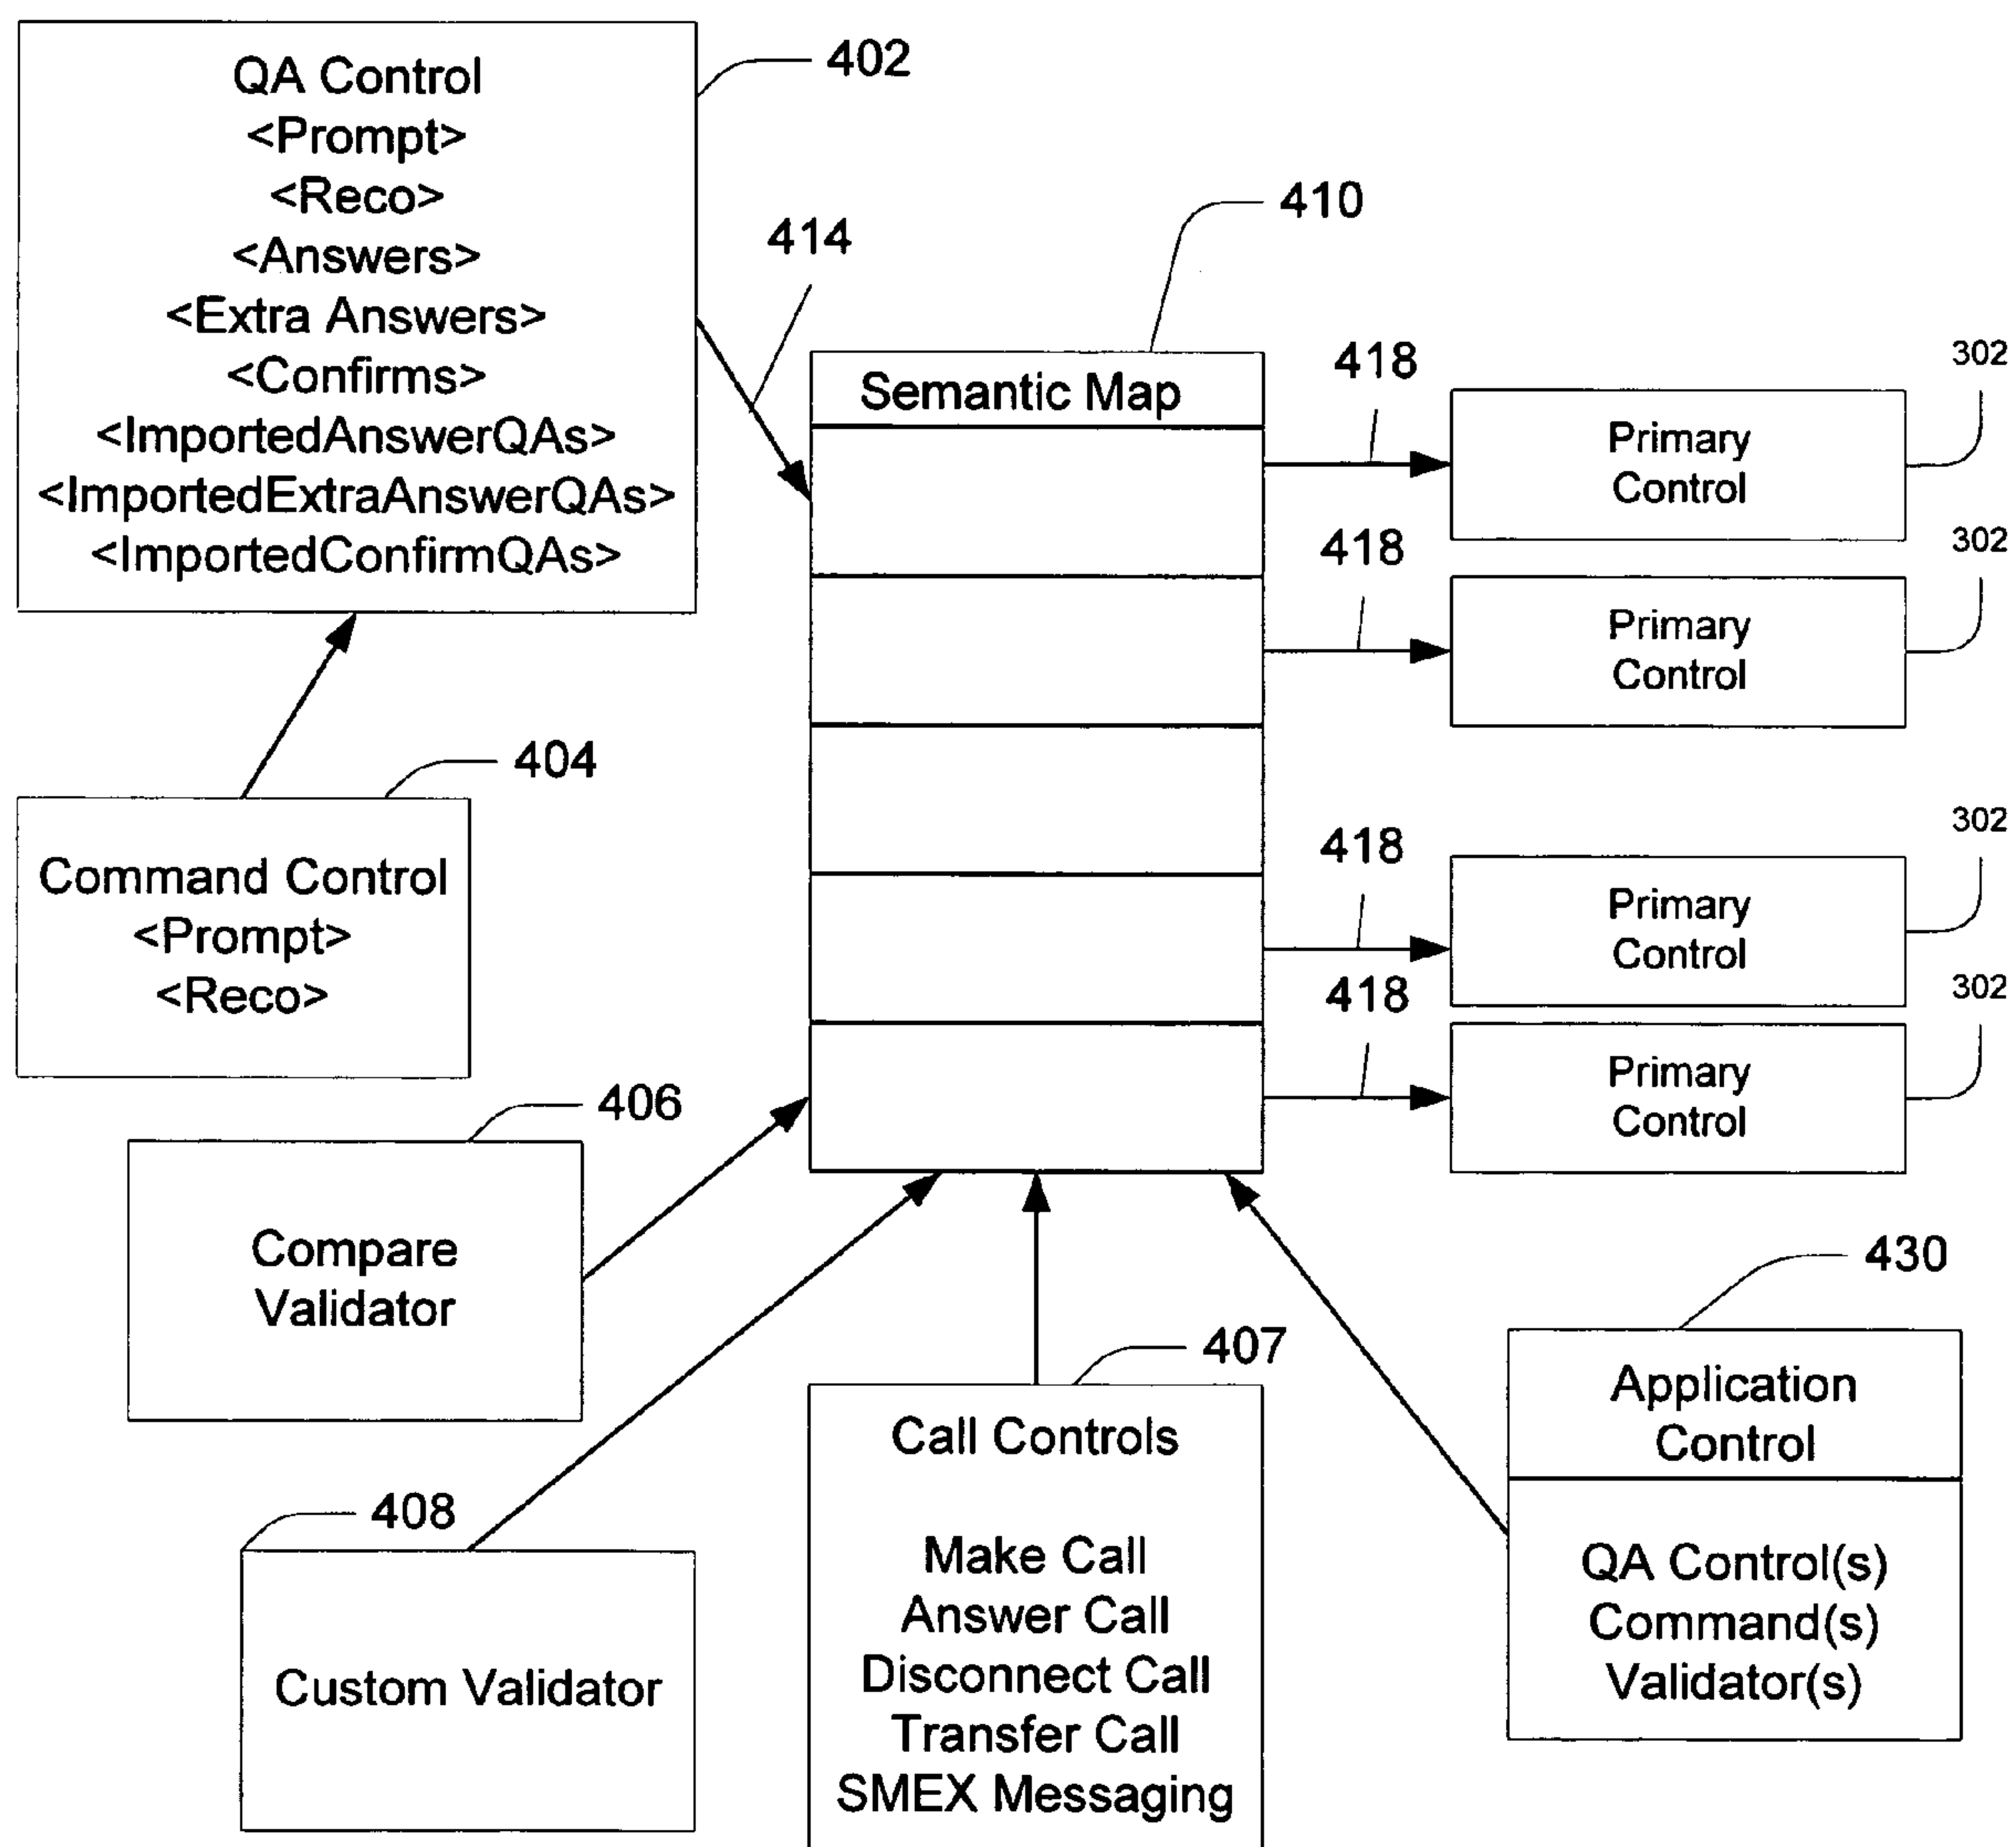 QA Control
<Prompt>
<Reco>
<Answers>
<Extra Answers>
<Confirms>
<ImportedAnswerQAs>
<ImportedExtraAnswerQAs>
<ImportedConfirmQAs>
402
414
410
Semantic Map
418
Primary
Control
302
418
Primary
Control
302
418
Primary
Control
302
418
Primary
Control
302
404
Command Control
<Prompt>
<Reco>
406
Compare
Validator
408
Custom Validator
407
Call Controls
Make Call
Answer Call
Disconnect Call
Transfer Call
SMEX Messaging
430
Application
Control
QA Control(s)
Command(s)
Validator(s)